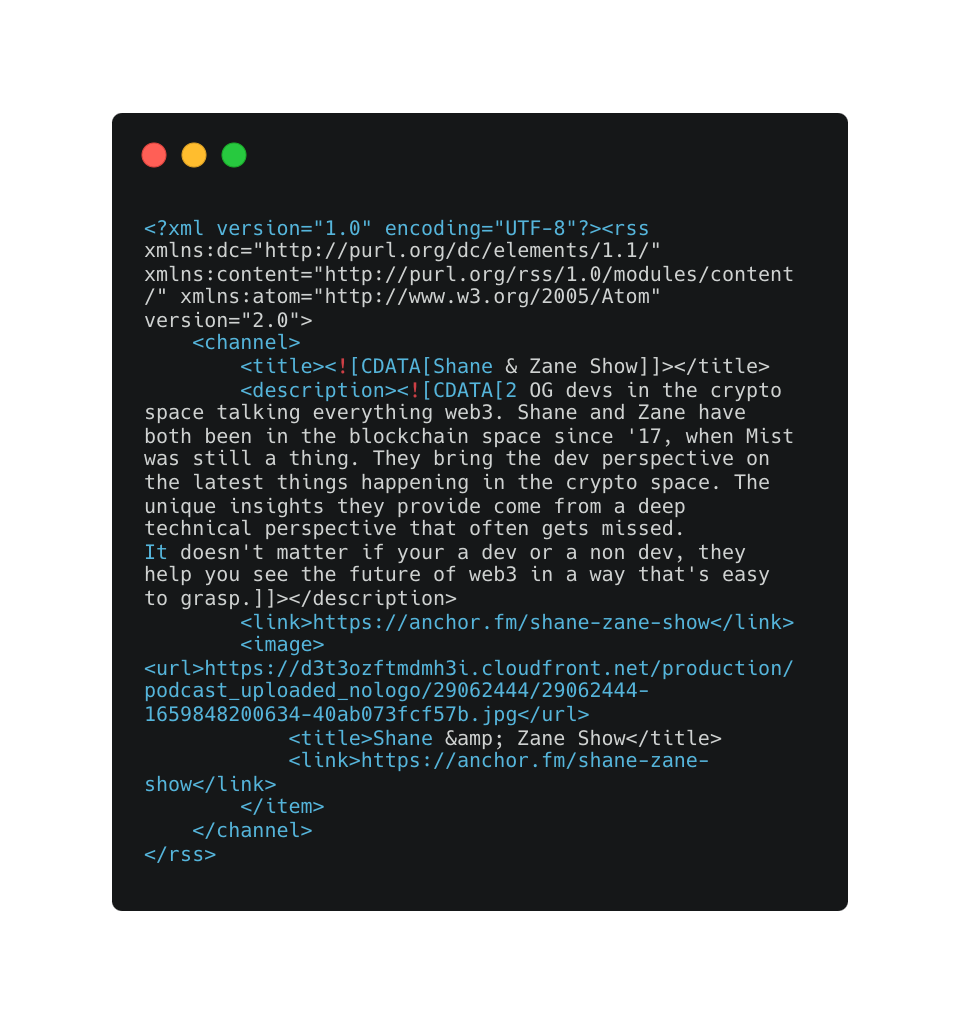 <?xml version="1.0" encoding="UTF-8"?><rss
xmlns:dc="http://purl.org/dc/elements/1.1/"
xmlns:content="http://purl.org/rss/1.0/modules/content
/" xmlns:atom="http://www.w3.org/2005/Atom"
version="2.0">
    <channel>
        <title><![CDATA[Shane & Zane Show]]></title>
        <description><![CDATA[2 OG devs in the crypto
space talking everything web3. Shane and Zane have
both been in the blockchain space since '17, when Mist
was still a thing. They bring the dev perspective on
the latest things happening in the crypto space. The
unique insights they provide come from a deep
technical perspective that often gets missed.
It doesn't matter if your a dev or a non dev, they
help you see the future of web3 in a way that's easy
to grasp.]]></description>
        <link>https://anchor.fm/shane-zane-show</link>
        <image>
<url>https://d3t3ozftmdmh3i.cloudfront.net/production/
podcast_uploaded_nologo/29062444/29062444-
1659848200634-40ab073fcf57b.jpg</url>
            <title>Shane &amp; Zane Show</title>
            <link>https://anchor.fm/shane-zane-
show</link>
        </item>
    </channel>
</rss>